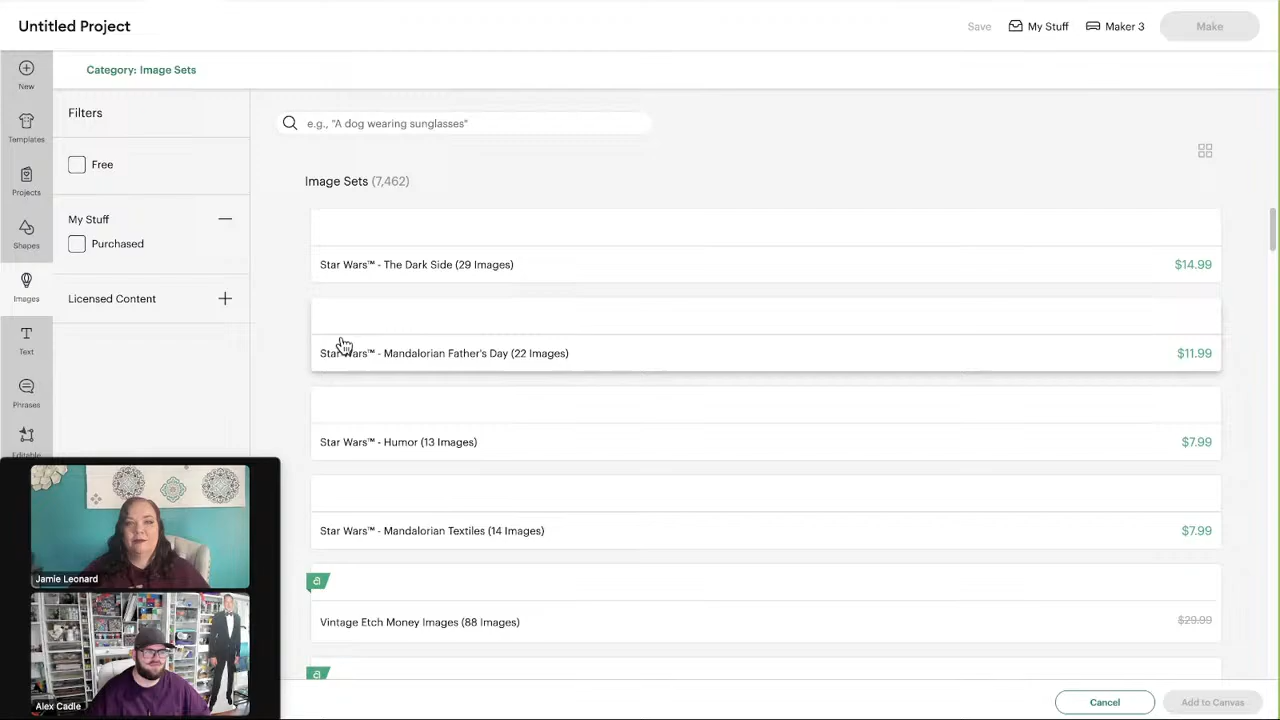 Untitled Project
Save
My Stuff
Maker 3
Make
New
Templates
Projects
Shapes
Images
Text
Phrases
Editable
Category: Image Sets
Filters
Free
My Stuff
Purchased
Licensed Content
e.g., "A dog wearing sunglasses"
Image Sets (7,462)
Star Wars™ - The Dark Side (29 Images) $14.99
Star Wars™ - Mandalorian Father's Day (22 Images) $11.99
Star Wars™ - Humor (13 Images) $7.99
Star Wars™ - Mandalorian Textiles (14 Images) $7.99
a
Vintage Etch Money Images (88 Images) $29.99
a
Jamie Leonard
Alex Cadle
Cancel
Add to Canvas